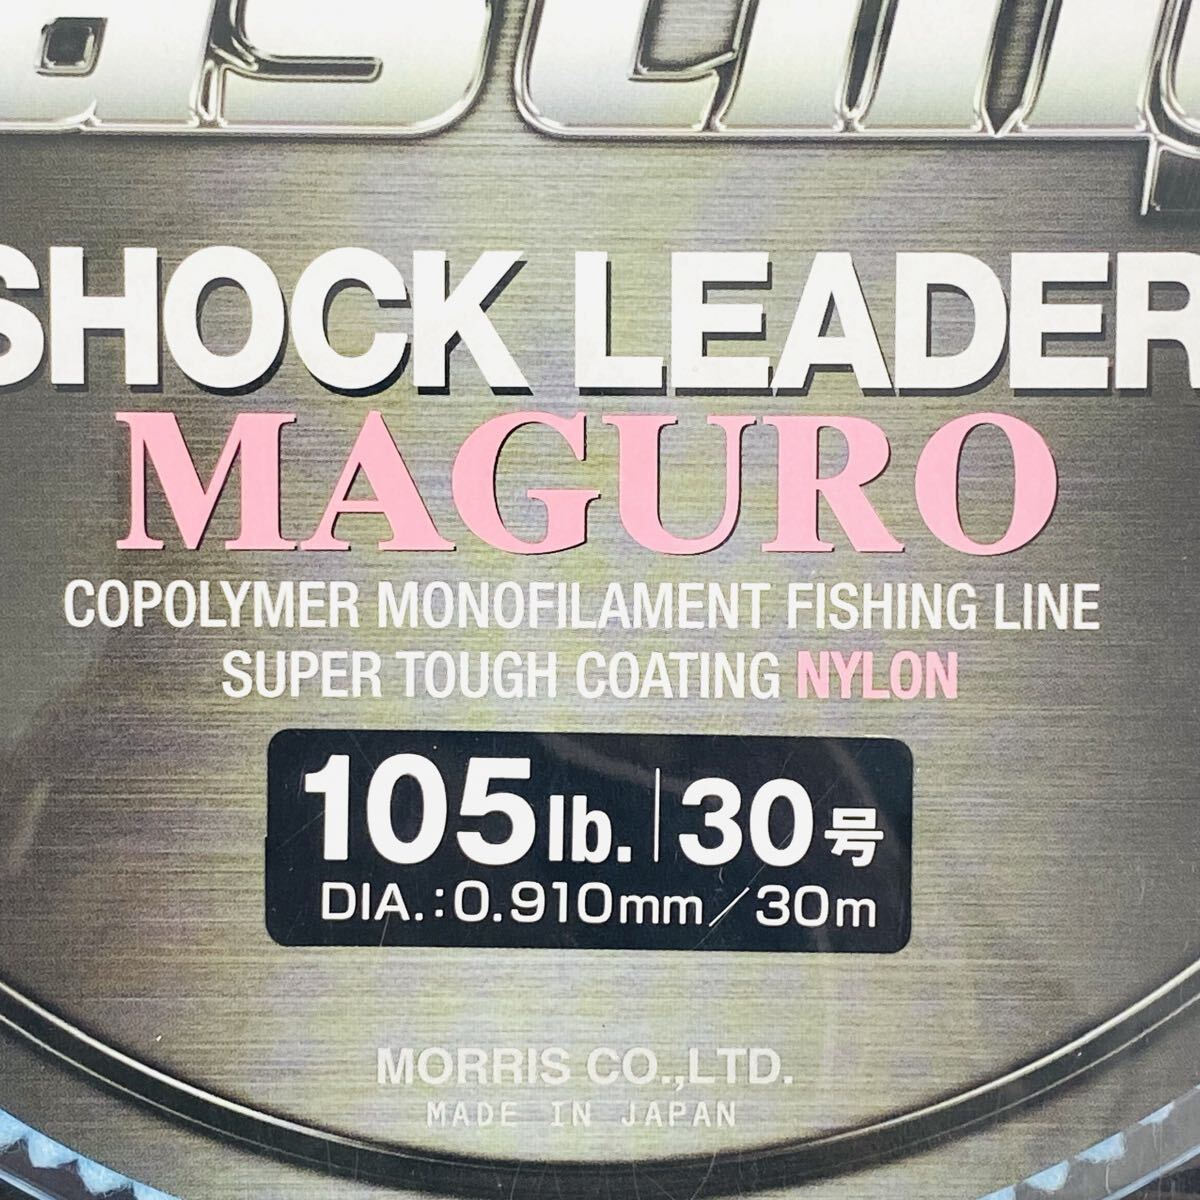 SHOCK LEADER
MAGURO
COPOLYMER MONOFILAMENT FISHING LINE
SUPER TOUGH COATING NYLON
105lb. | 30号
DIA.:0.910mm/30m
MORRIS CO.,LTD.
MADE IN JAPAN